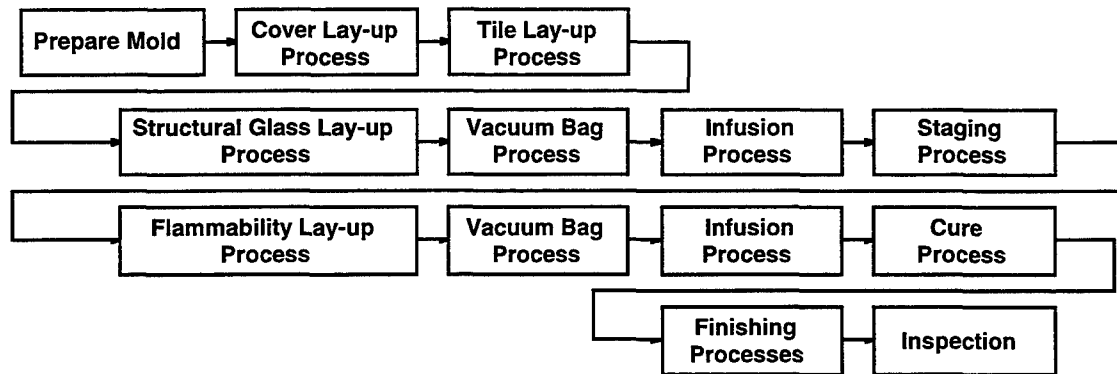 Prepare Mold
Cover Lay-up
Process
Tile Lay-up
Process
Structural Glass Lay-up
Process
Vacuum Bag
Process
Infusion
Process
Staging
Process
Flammability Lay-up
Process
Vacuum Bag
Process
Infusion
Process
Cure
Process
Finishing
Processes
Inspection